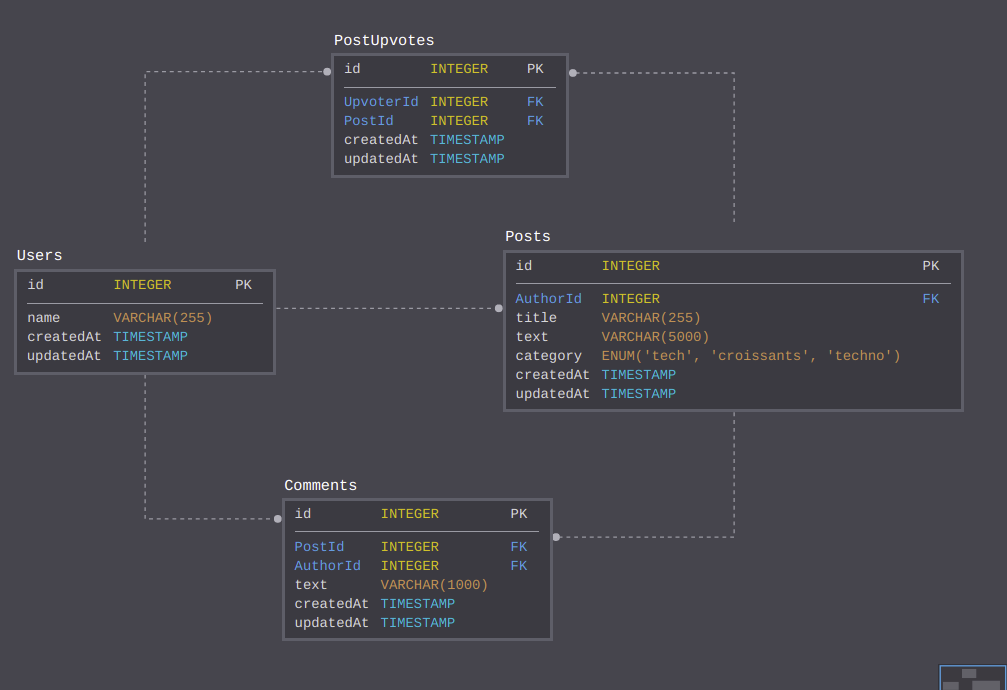 PostUpvotes
id INTEGER PK
UpvoterId INTEGER FK
PostId INTEGER FK
createdAt TIMESTAMP
updatedAt TIMESTAMP
Users
id INTEGER PK
name VARCHAR(255)
createdAt TIMESTAMP
updatedAt TIMESTAMP
Posts
id INTEGER PK
AuthorId INTEGER FK
title VARCHAR(255)
text VARCHAR(5000)
category ENUM('tech', 'croissants', 'techno')
createdAt TIMESTAMP
updatedAt TIMESTAMP
Comments
id INTEGER PK
PostId INTEGER FK
AuthorId INTEGER FK
text VARCHAR(1000)
createdAt TIMESTAMP
updatedAt TIMESTAMP